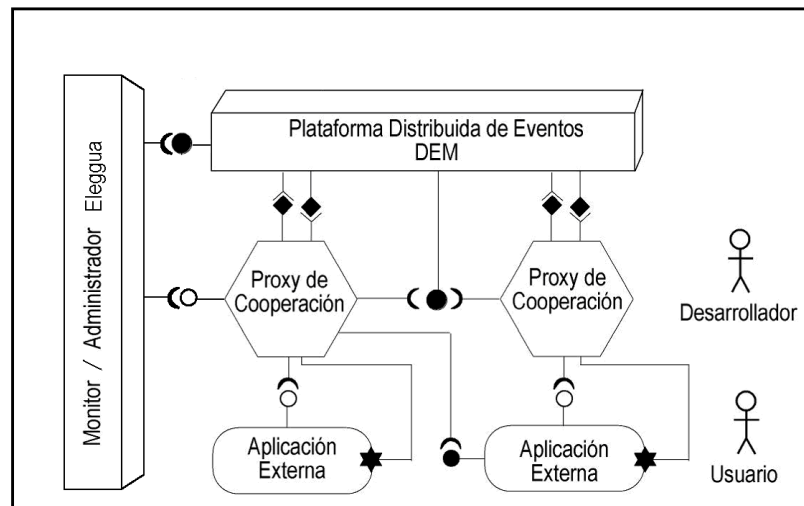 Monitor / Administrador Eleggua
Plataforma Distribuida de Eventos
DEM
Proxy de
Cooperación
Proxy de
Cooperación
Desarrollador
Aplicación
Externa
Aplicación
Externa
Usuario